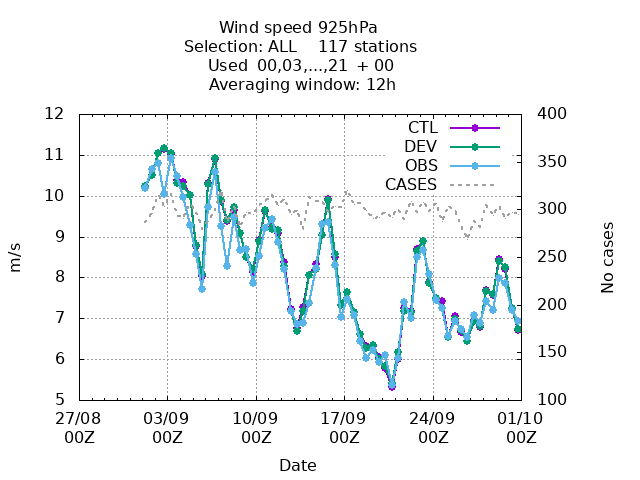 Wind speed 925hPa
Selection: ALL    117 stations
Used  00,03,...,21  + 00
Averaging window: 12h
12
11
10
9
8
7
6
5
m/s
400
350
300
250
200
150
100
No cases
CTL
DEV
OBS
CASES
27/08 03/09 10/09 17/09 24/09 01/10
00Z 00Z 00Z 00Z 00Z 00Z
Date